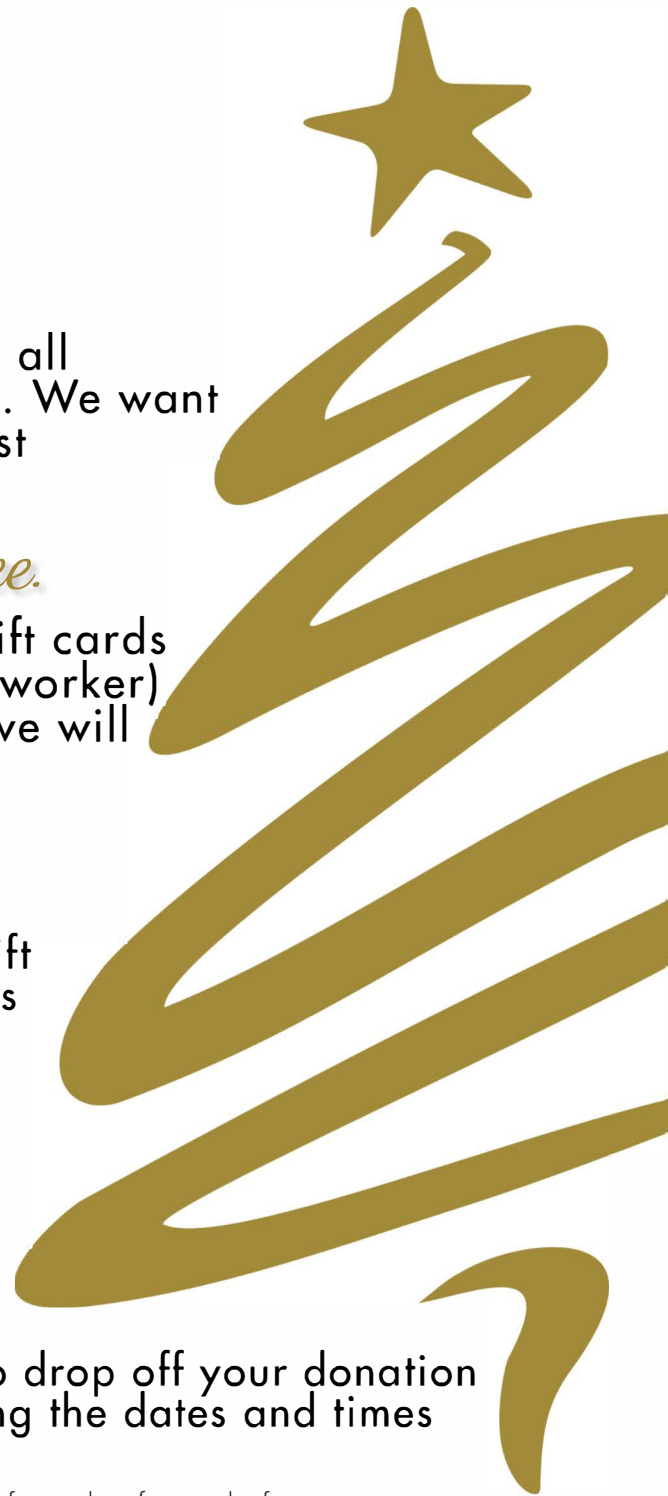 all
. We want
st
ee.
ift cards
worker)
ve will
ft
s
o drop off your donation
ng the dates and times